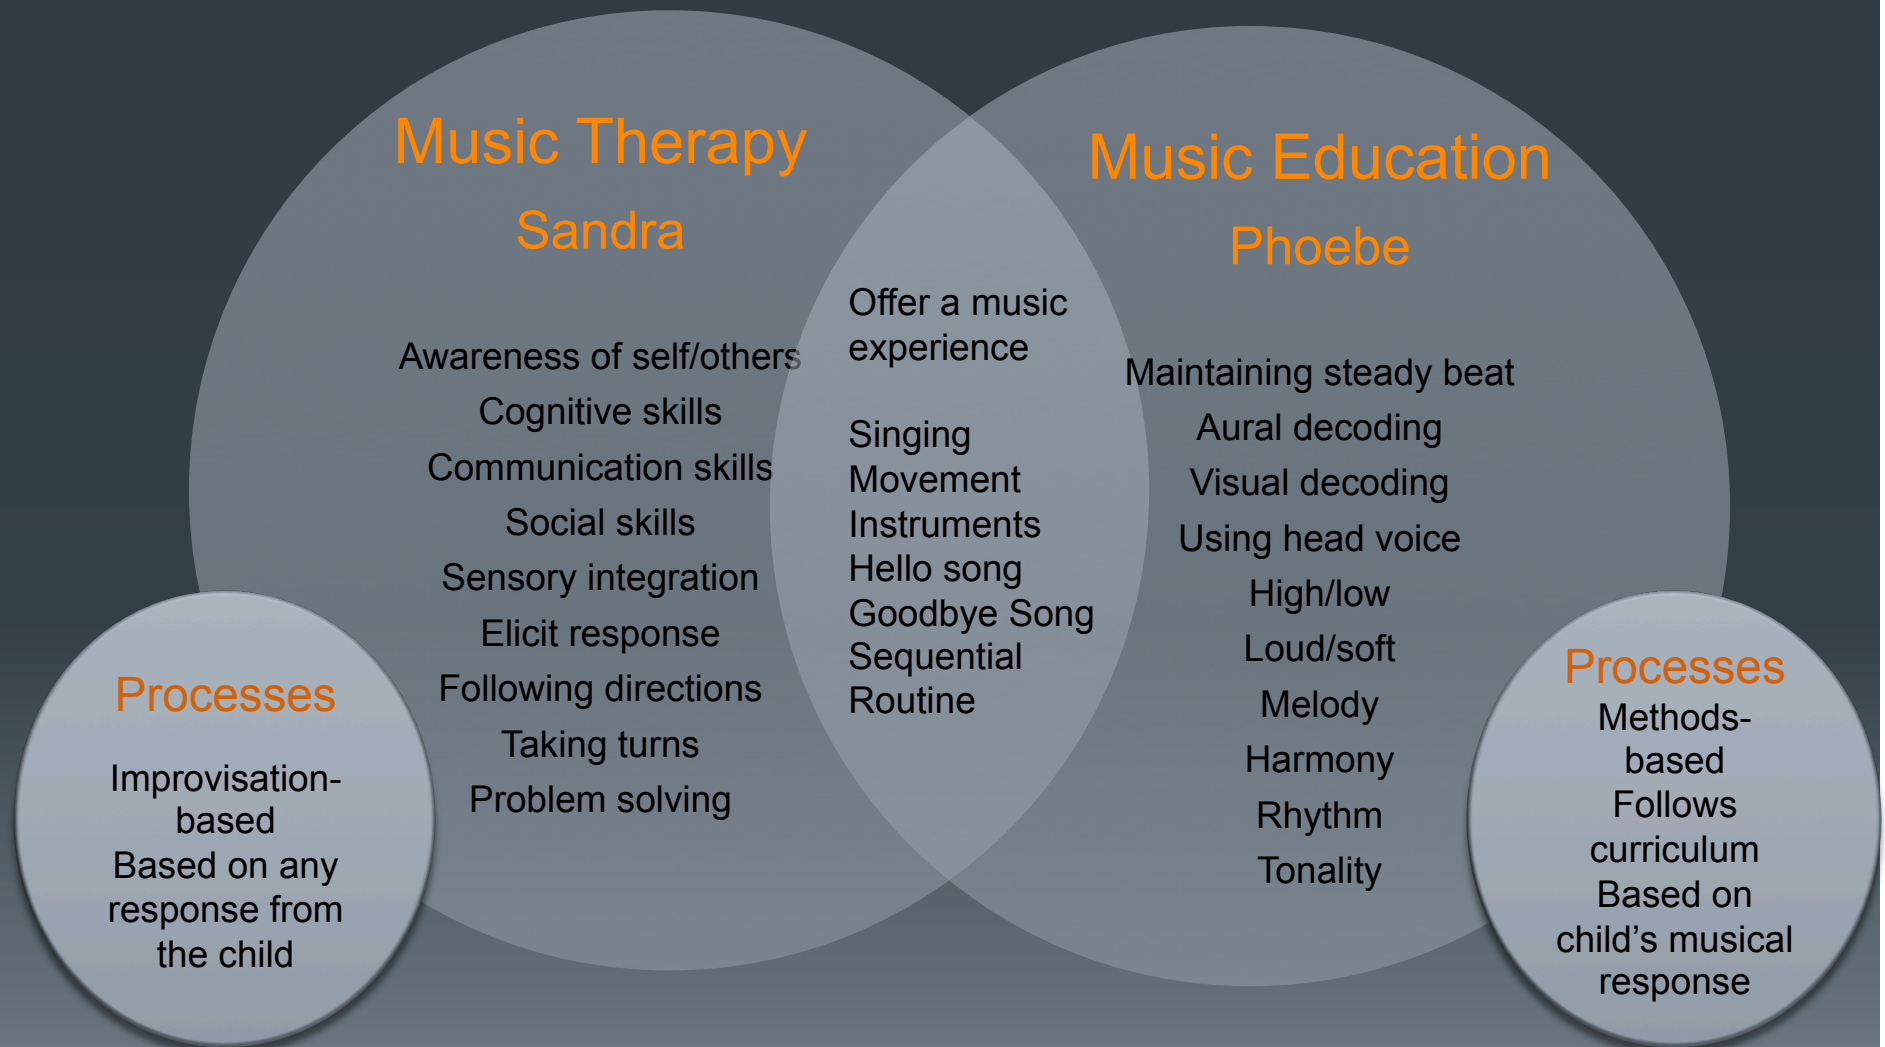 Music Therapy
Sandra
Awareness of self/others
Cognitive skills
Communication skills
Social skills
Sensory integration
Elicit response
Following directions
Taking turns
Problem solving
Processes
Improvisation-
based
Based on any
response from
the child
Offer a music
experience
Singing
Movement
Instruments
Hello song
Goodbye Song
Sequential
Routine
Music Education
Phoebe
Maintaining steady beat
Aural decoding
Visual decoding
Using head voice
High/low
Loud/soft
Melody
Harmony
Rhythm
Tonality
Processes
Methods-
based
Follows
curriculum
Based on
child’s musical
response